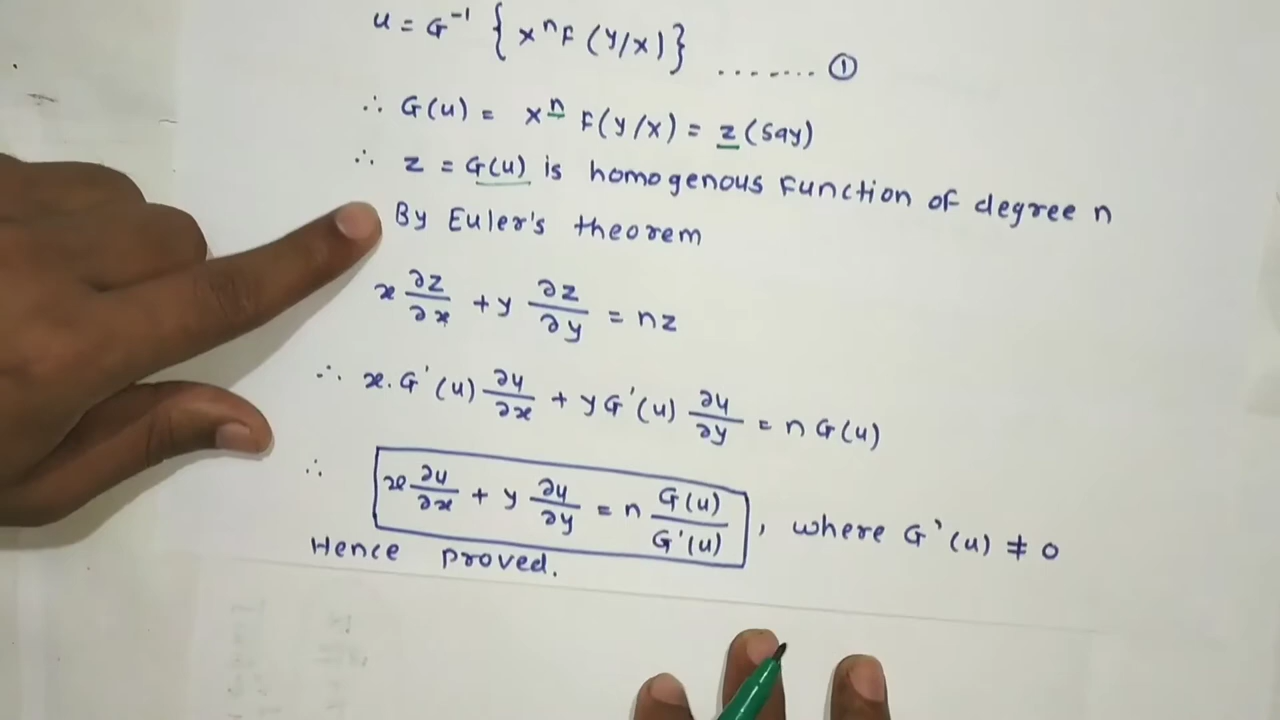 u = G⁻¹ { xⁿ F (y/x) } ........ ①
∴ G(u) = xⁿ F(y/x) = z (say)
∴ z = G(u) is homogenous function of degree n
By Euler's theorem
x ∂z/∂x + y ∂z/∂y = nz
∴ x. G'(u) ∂u/∂x + y G'(u) ∂u/∂y = n G(u)
∴ x ∂u/∂x + y ∂u/∂y = n G(u)/G'(u) , where G'(u) ≠ 0
Hence proved.